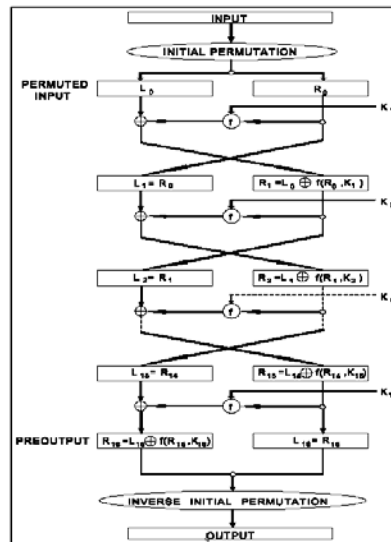 INPUT
INITIAL PERMUTATION
PERMUTED
INPUT
L0 R0
K
⊕ f
L1 = R0 R1 =L0 ⊕ f(R0 ,K1 )
K
⊕ f
L2 = R1 R2 =L1 ⊕ f(R1 ,K2 )
K
⊕ f
L15 = R14 R15 =L14 ⊕ f(R14 ,K15 )
K1
⊕ f
PREOUTPUT R16 =L15 ⊕ f(R15 ,K16 ) L16 = R15
INVERSE INITIAL PERMUTATION
OUTPUT